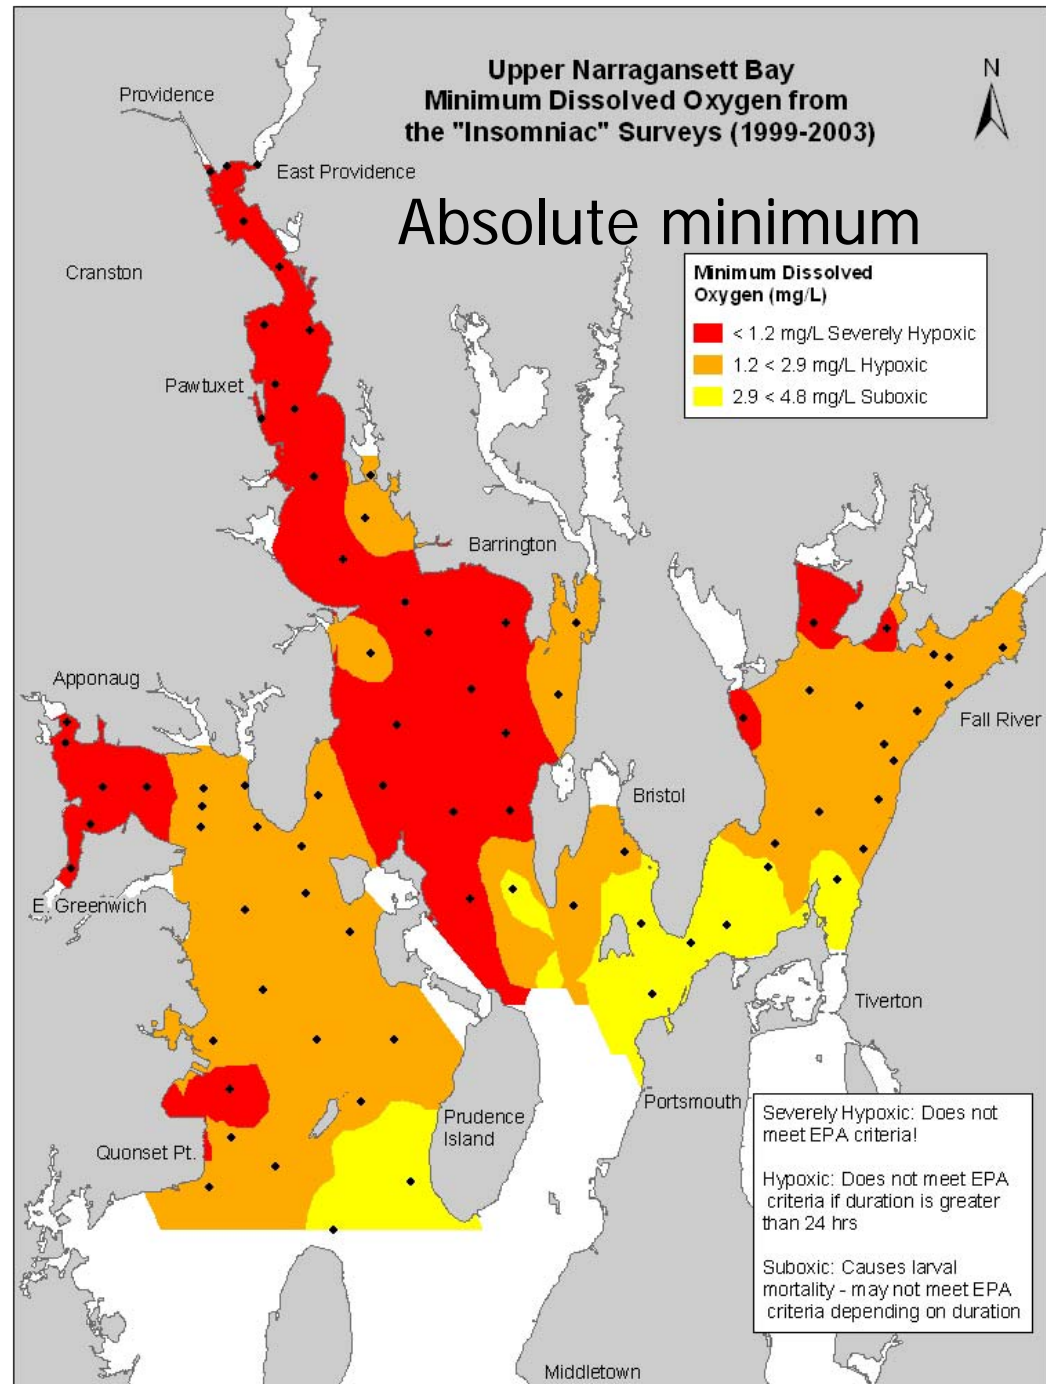 Upper Narragansett Bay
Minimum Dissolved Oxygen from
the "Insomniac" Surveys (1999-2003)
N
Absolute minimum
Providence
East Providence
Cranston
Minimum Dissolved
Oxygen (mg/L)
< 1.2 mg/L Severely Hypoxic
1.2 < 2.9 mg/L Hypoxic
2.9 < 4.8 mg/L Suboxic
Pawtuxet
Barrington
Apponaug
Fall River
Bristol
E. Greenwich
Tiverton
Portsmouth
Prudence
Island
Quonset Pt.
Severely Hypoxic: Does not
meet EPA criteria!
Hypoxic: Does not meet EPA
criteria if duration is greater
than 24 hrs
Suboxic: Causes larval
mortality - may not meet EPA
criteria depending on duration
Middletown